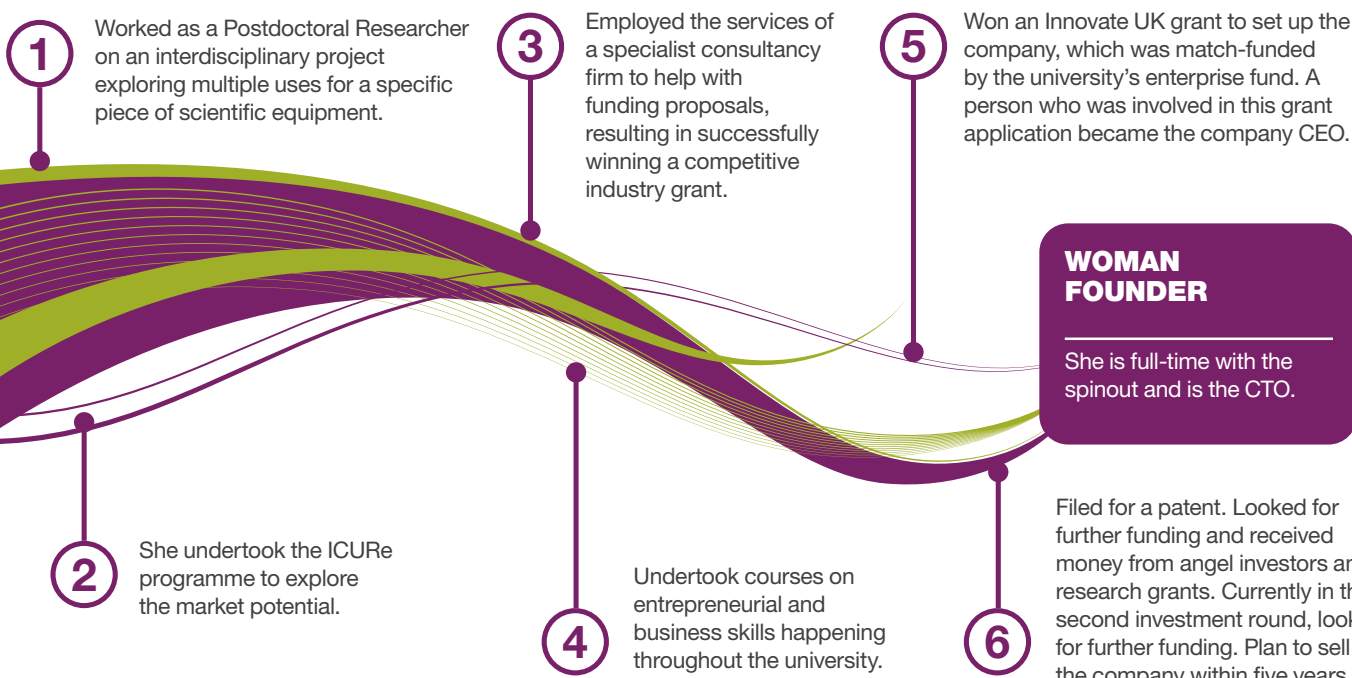 1
Worked as a Postdoctoral Researcher
on an interdisciplinary project
exploring multiple uses for a specific
piece of scientific equipment.
2
She undertook the ICURe
programme to explore
the market potential.
3
Employed the services of
a specialist consultancy
firm to help with
funding proposals,
resulting in successfully
winning a competitive
industry grant.
4
Undertook courses on
entrepreneurial and
business skills happening
throughout the university.
5
Won an Innovate UK grant to set up the
company, which was match-funded
by the university’s enterprise fund. A
person who was involved in this grant
application became the company CEO.
6
Filed for a patent. Looked for
further funding and received
money from angel investors
research grants. Currently in
second investment round,
for further funding. Plan to sell
the company within five years
WOMAN
FOUNDER
She is full-time with the
spinout and is the CTO.